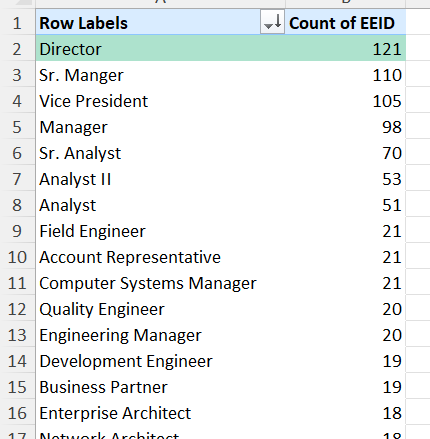 1 Row Labels Count of EEID
2 Director 121
3 Sr. Manger 110
4 Vice President 105
5 Manager 98
6 Sr. Analyst 70
7 Analyst II 53
8 Analyst 51
9 Field Engineer 21
10 Account Representative 21
11 Computer Systems Manager 21
12 Quality Engineer 20
13 Engineering Manager 20
14 Development Engineer 19
15 Business Partner 19
16 Enterprise Architect 18
17 Network Architect 18